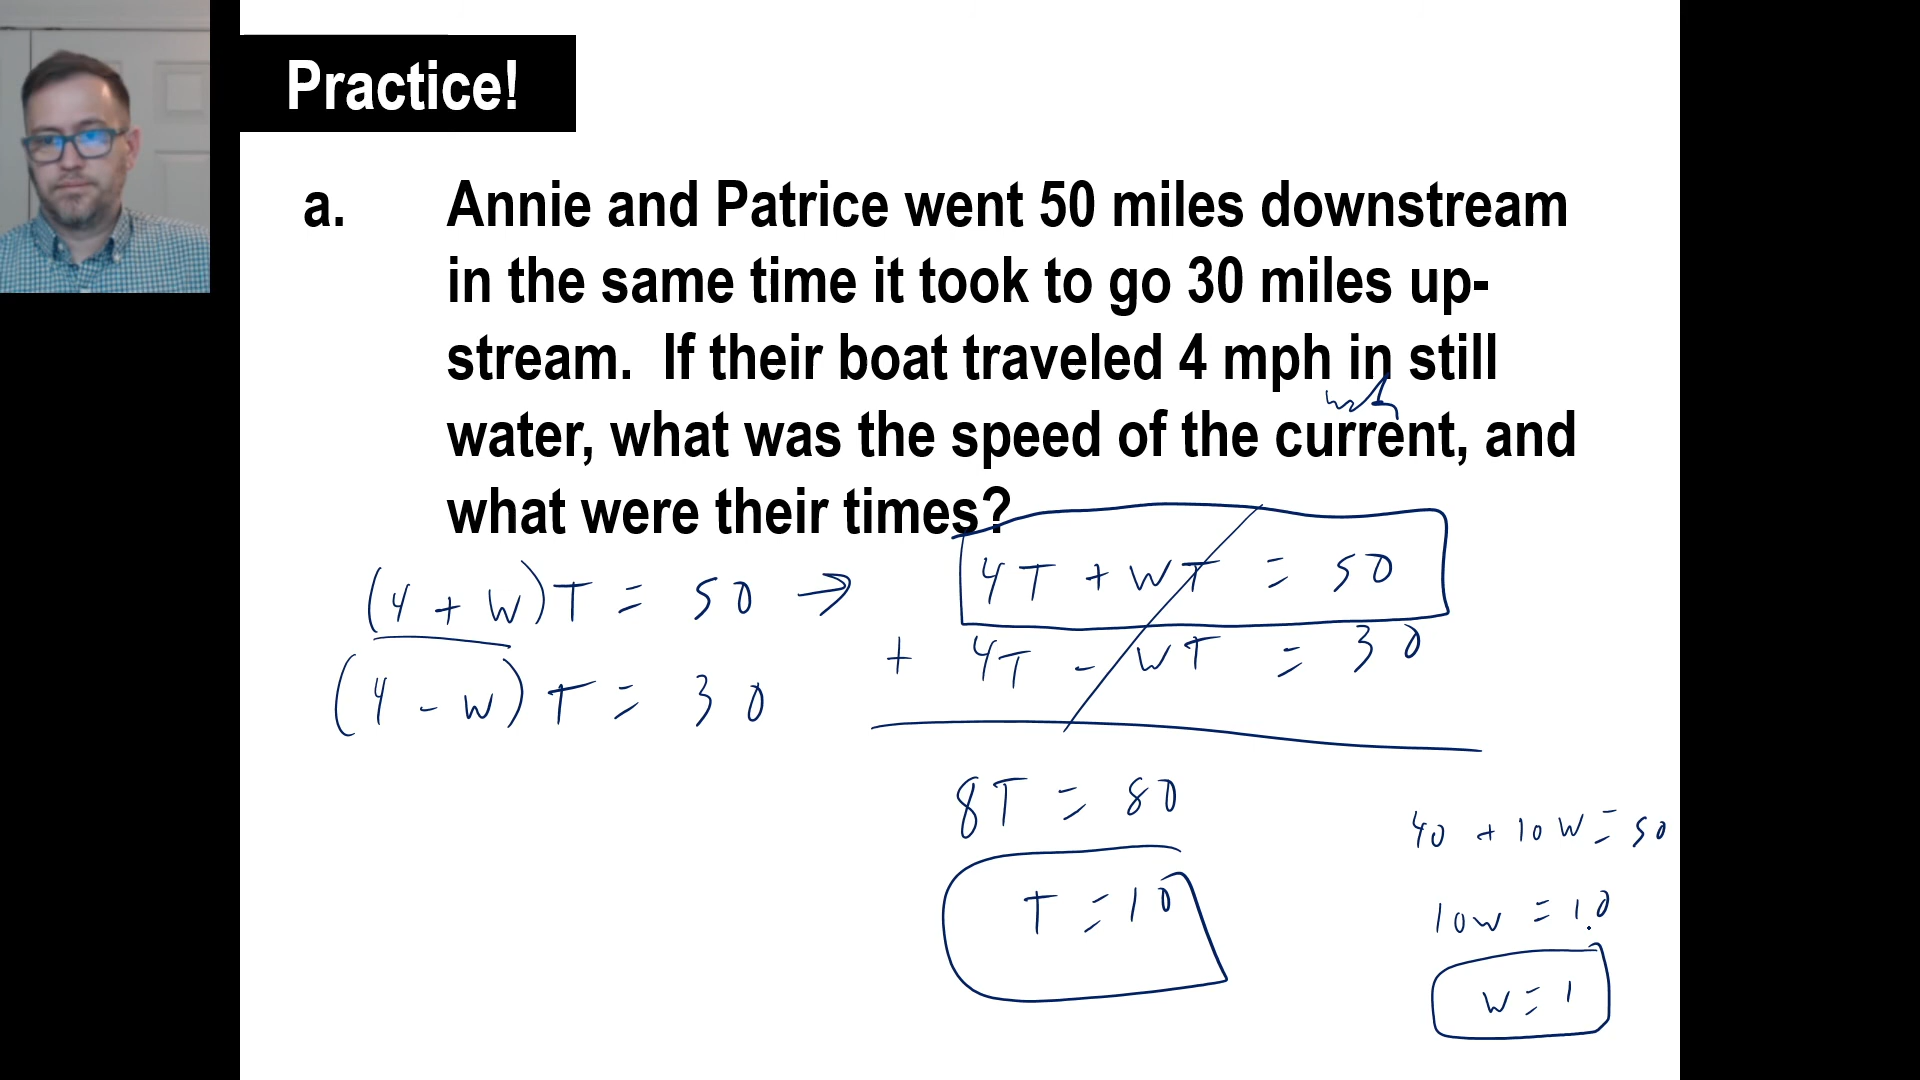 Practice!
a. Annie and Patrice went 50 miles downstream
in the same time it took to go 30 miles up-
stream. If their boat traveled 4 mph in still
water, what was the speed of the current, and
what were their times?
(4 + W)T = 50 →
(4 - W)T = 30
4T + WT = 50
+ 4T - WT = 30
8T = 80
T = 10
40 + 10W = 50
10W = 10
W = 1